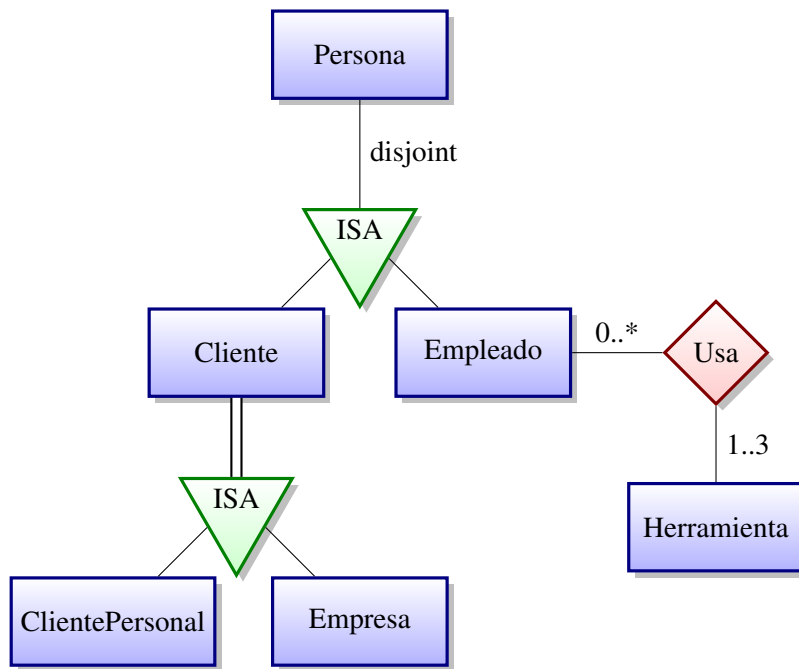 Persona
disjoint
ISA
Cliente
Empleado
0..*
Usa
1..3
ISA
Herramienta
ClientePersonal
Empresa